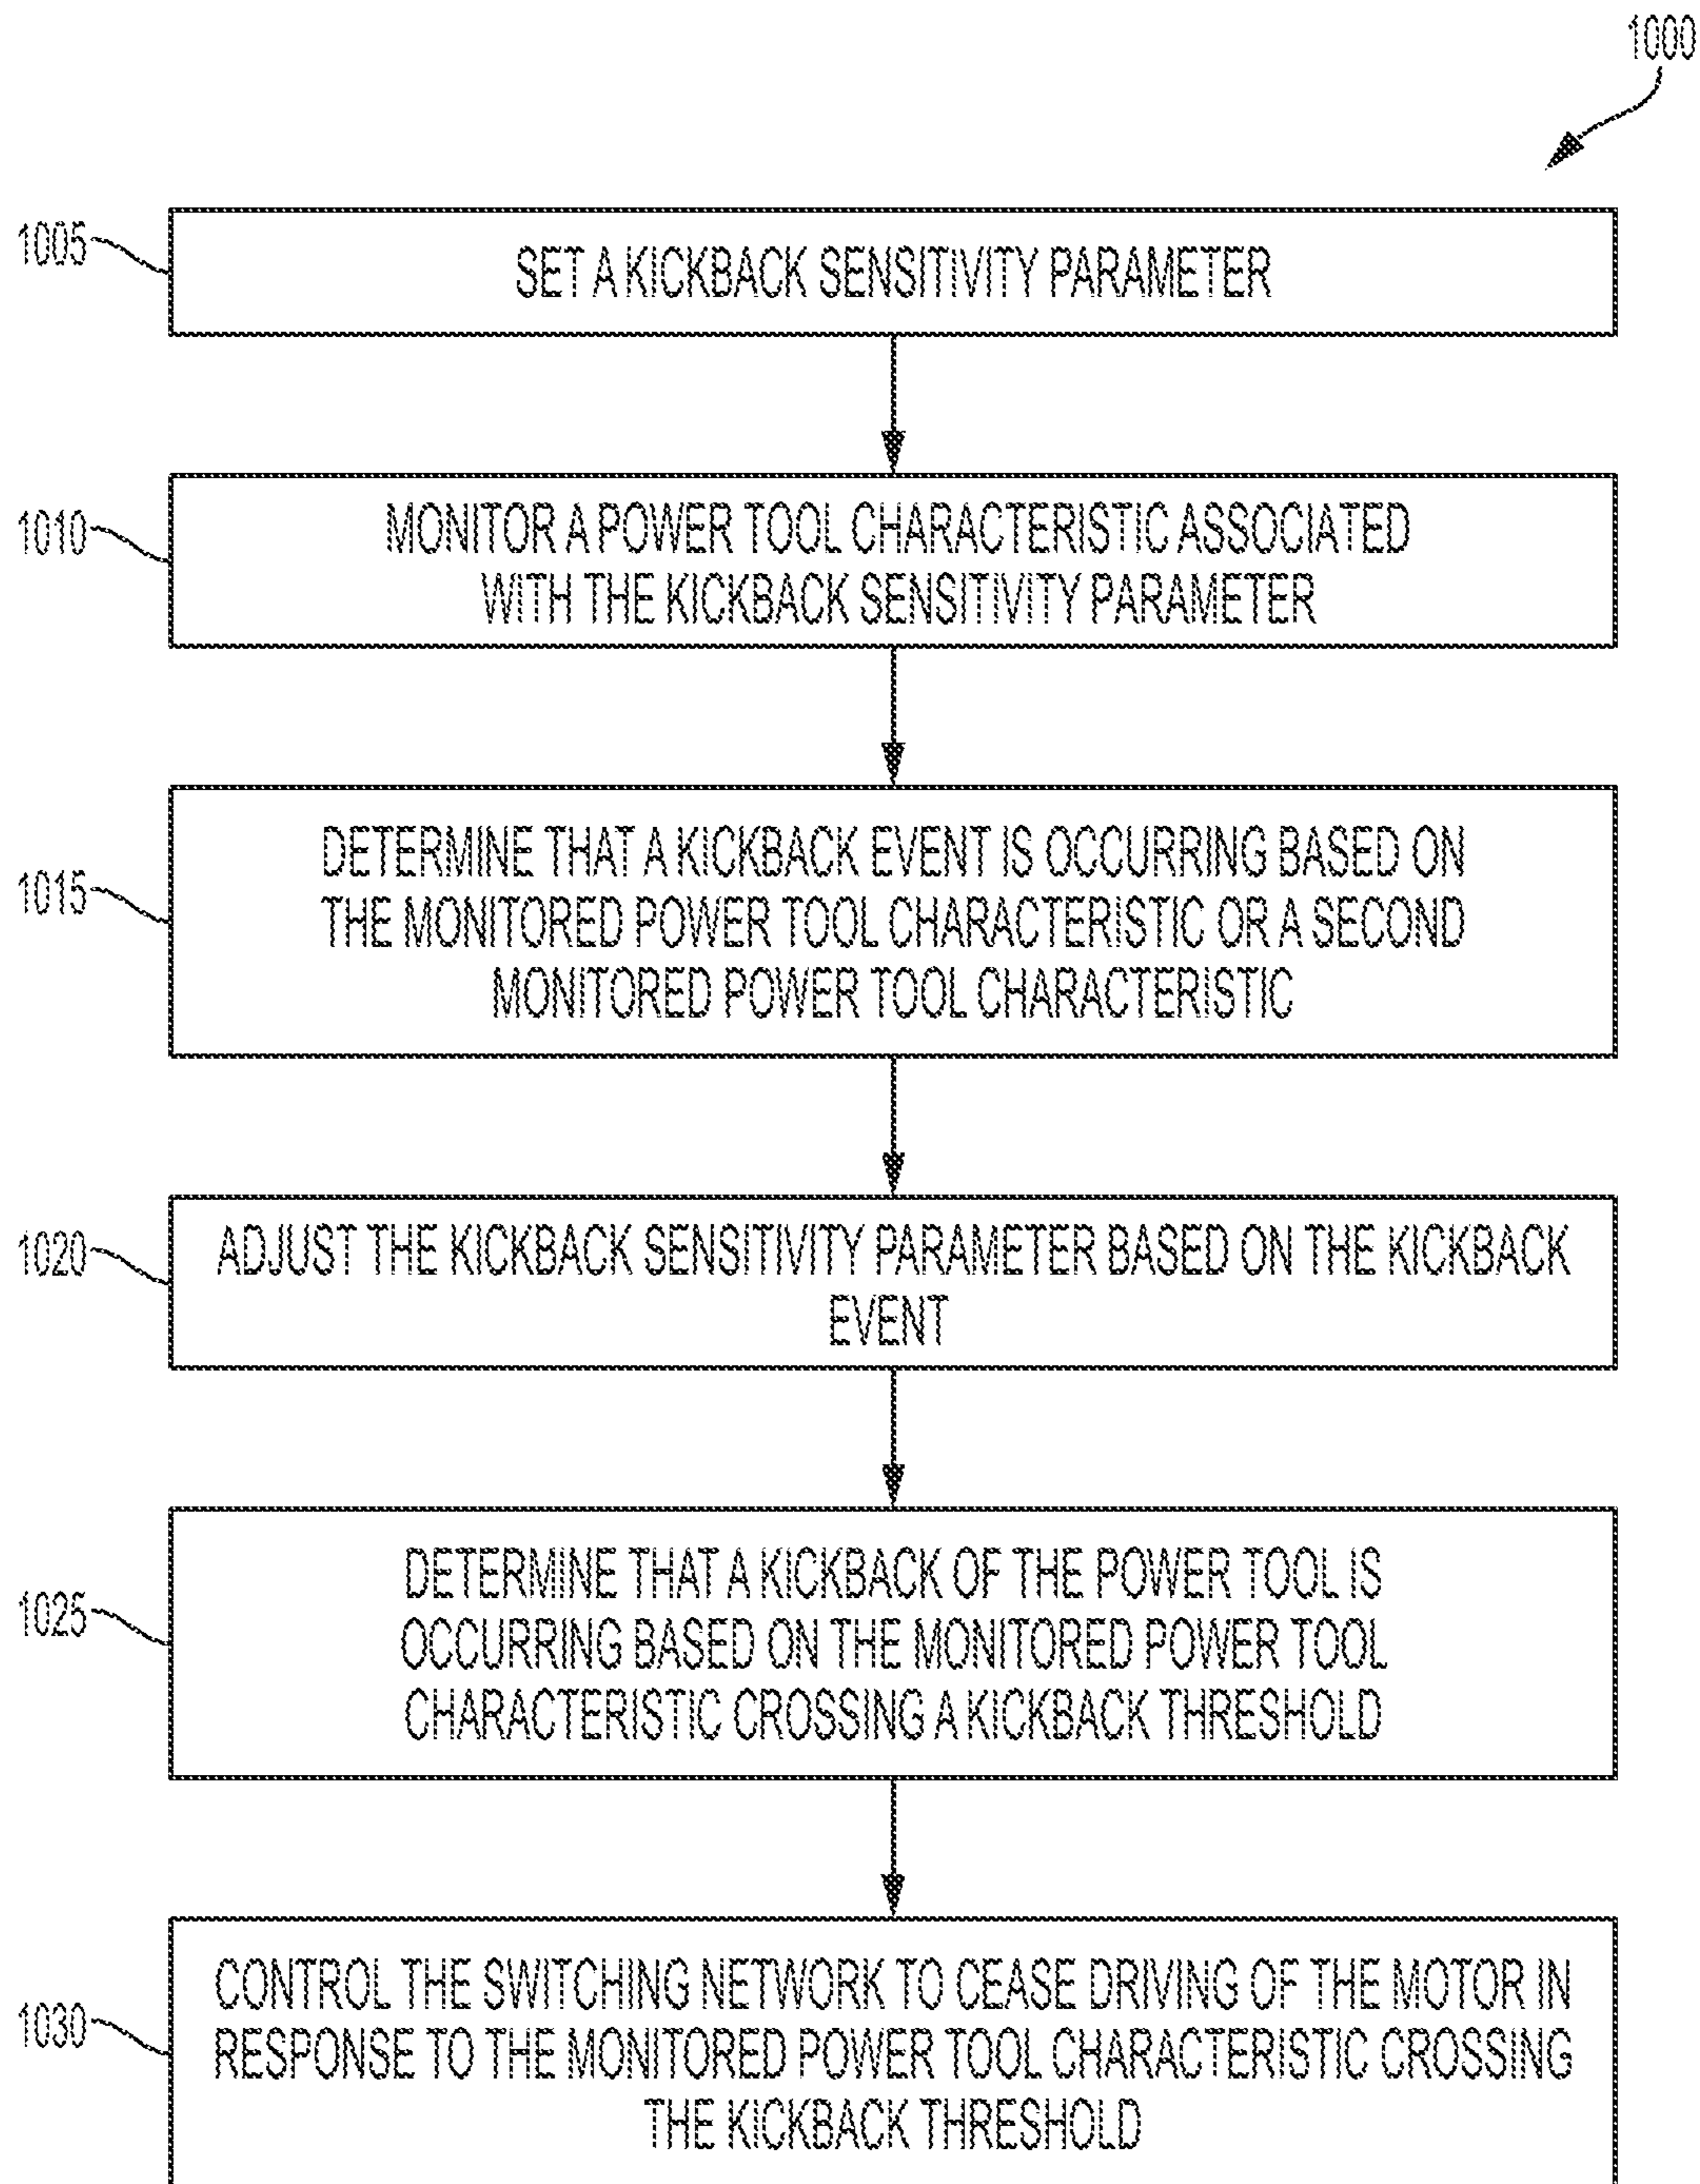 1000
1005
SET A KICKBACK SENSITIVITY PARAMETER
1010
MONITOR A POWER TOOL CHARACTERISTIC ASSOCIATED
WITH THE KICKBACK SENSITIVITY PARAMETER
1015
DETERMINE THAT A KICKBACK EVENT IS OCCURRING BASED ON
THE MONITORED POWER TOOL CHARACTERISTIC OR A SECOND
MONITORED POWER TOOL CHARACTERISTIC
1020
ADJUST THE KICKBACK SENSITIVITY PARAMETER BASED ON THE KICKBACK
EVENT
1025
DETERMINE THAT A KICKBACK OF THE POWER TOOL IS
OCCURRING BASED ON THE MONITORED POWER TOOL
CHARACTERISTIC CROSSING A KICKBACK THRESHOLD
1030
CONTROL THE SWITCHING NETWORK TO CEASE DRIVING OF THE MOTOR IN
RESPONSE TO THE MONITORED POWER TOOL CHARACTERISTIC CROSSING
THE KICKBACK THRESHOLD